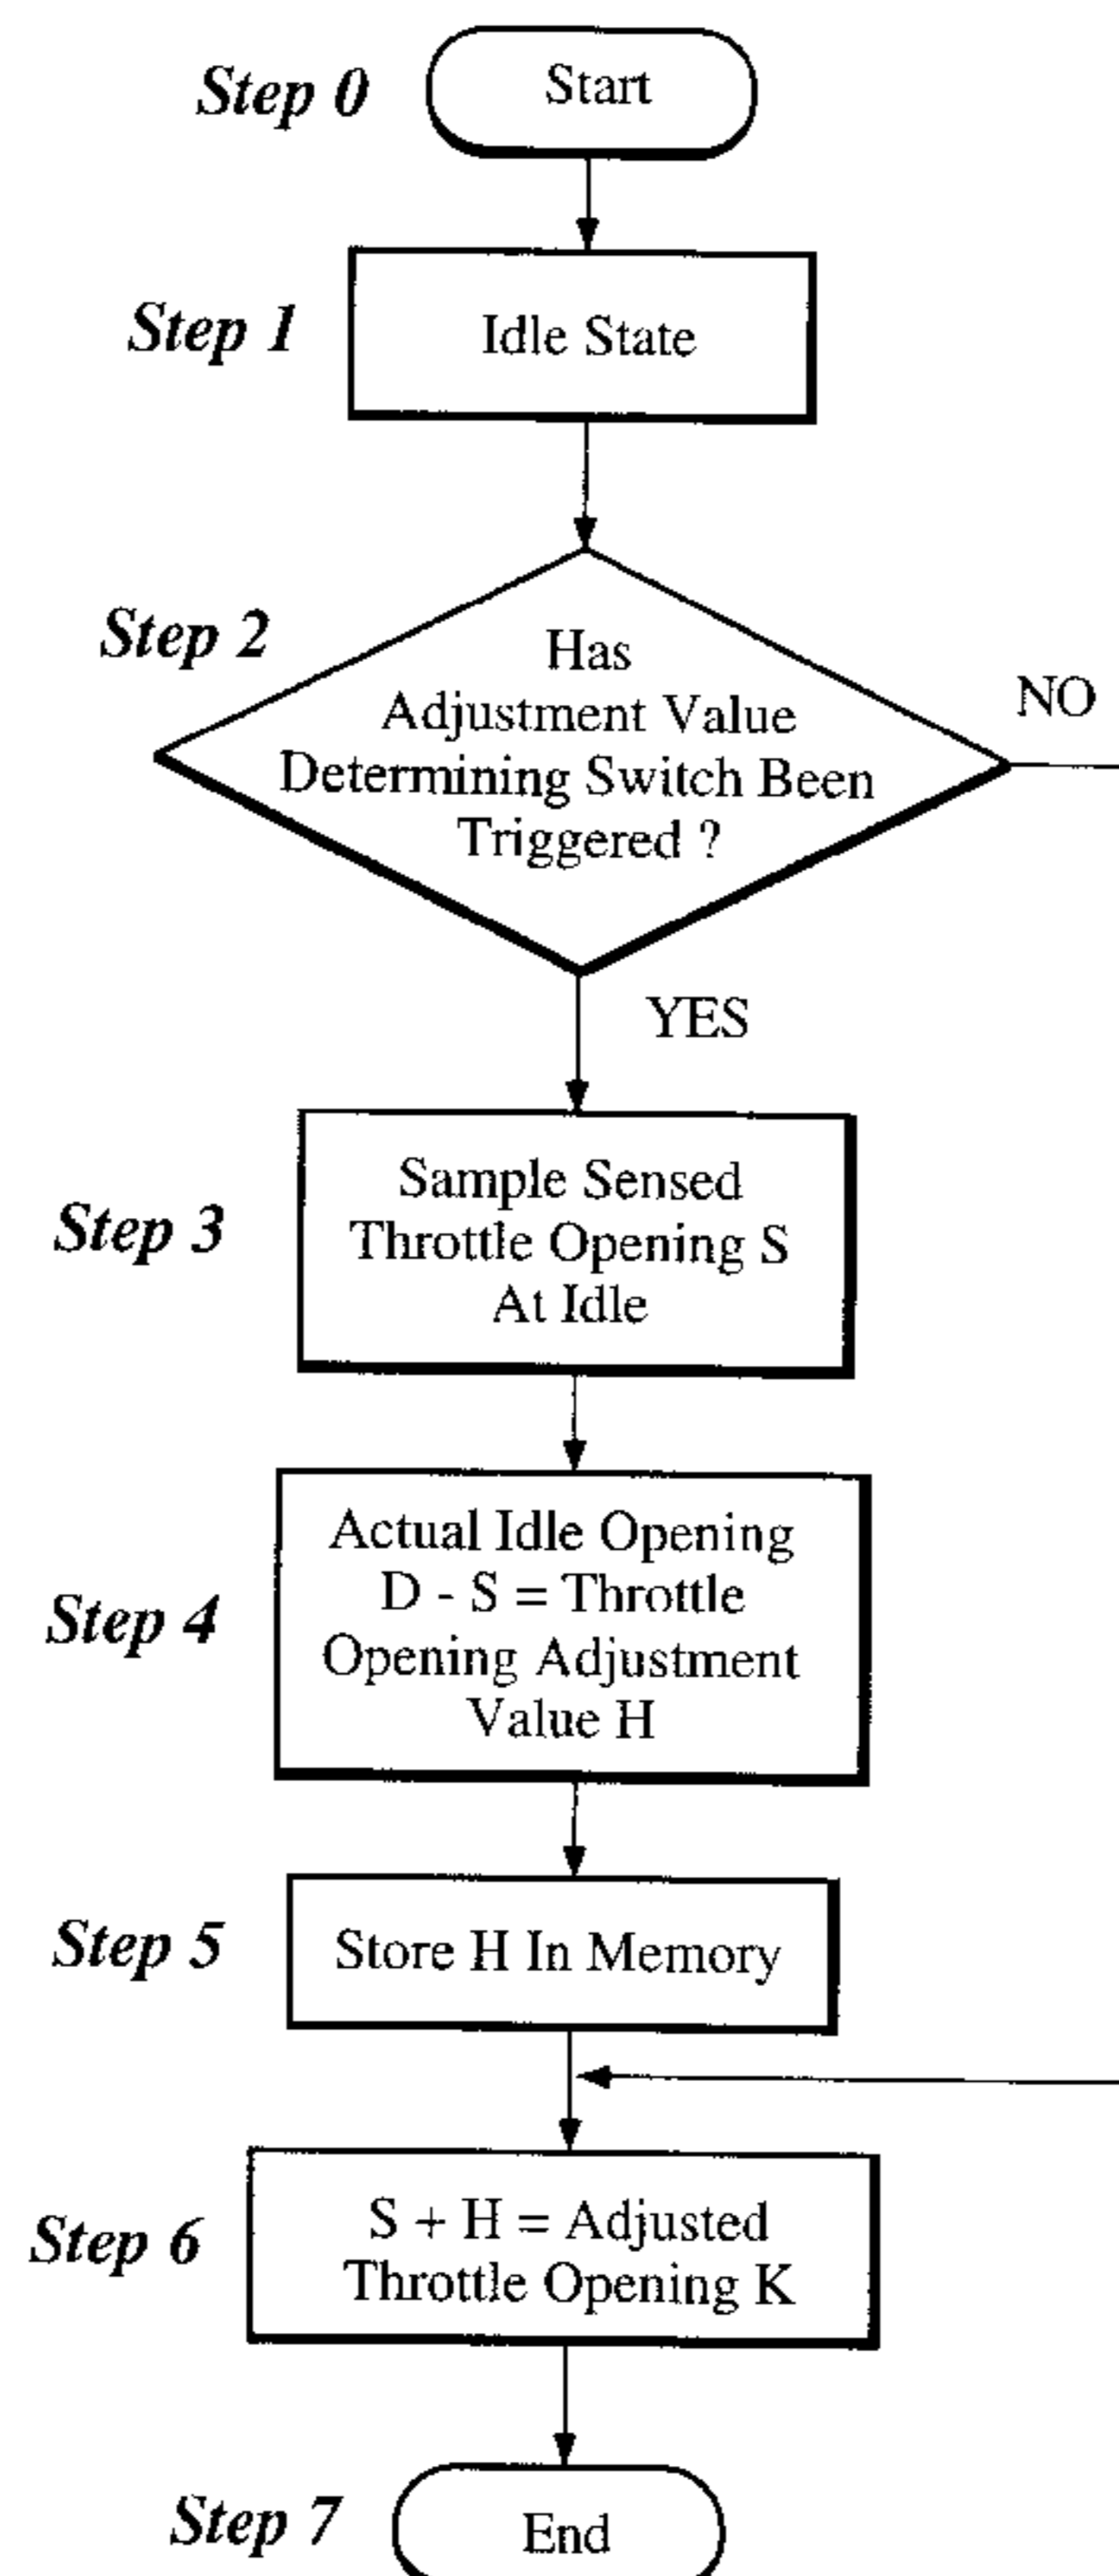 Step 0
Start
Step 1
Idle State
Step 2
Has
Adjustment Value
Determining Switch Been
Triggered ?
NO
YES
Step 3
Sample Sensed
Throttle Opening S
At Idle
Step 4
Actual Idle Opening
D - S = Throttle
Opening Adjustment
Value H
Step 5
Store H In Memory
Step 6
S + H = Adjusted
Throttle Opening K
Step 7
End